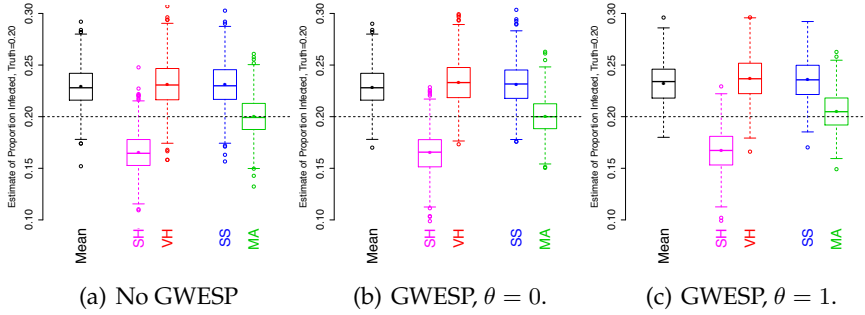 Estimate of Proportion Infected, Truth=0.20
0.10 0.15 0.20 0.25 0.30
Mean SH VH SS MA
(a) No GWESP
Estimate of Proportion Infected, Truth=0.20
0.10 0.15 0.20 0.25 0.30
Mean SH VH SS MA
(b) GWESP, θ = 0.
Estimate of Proportion Infected, Truth=0.20
0.10 0.15 0.20 0.25 0.30
Mean SH VH SS MA
(c) GWESP, θ = 1.